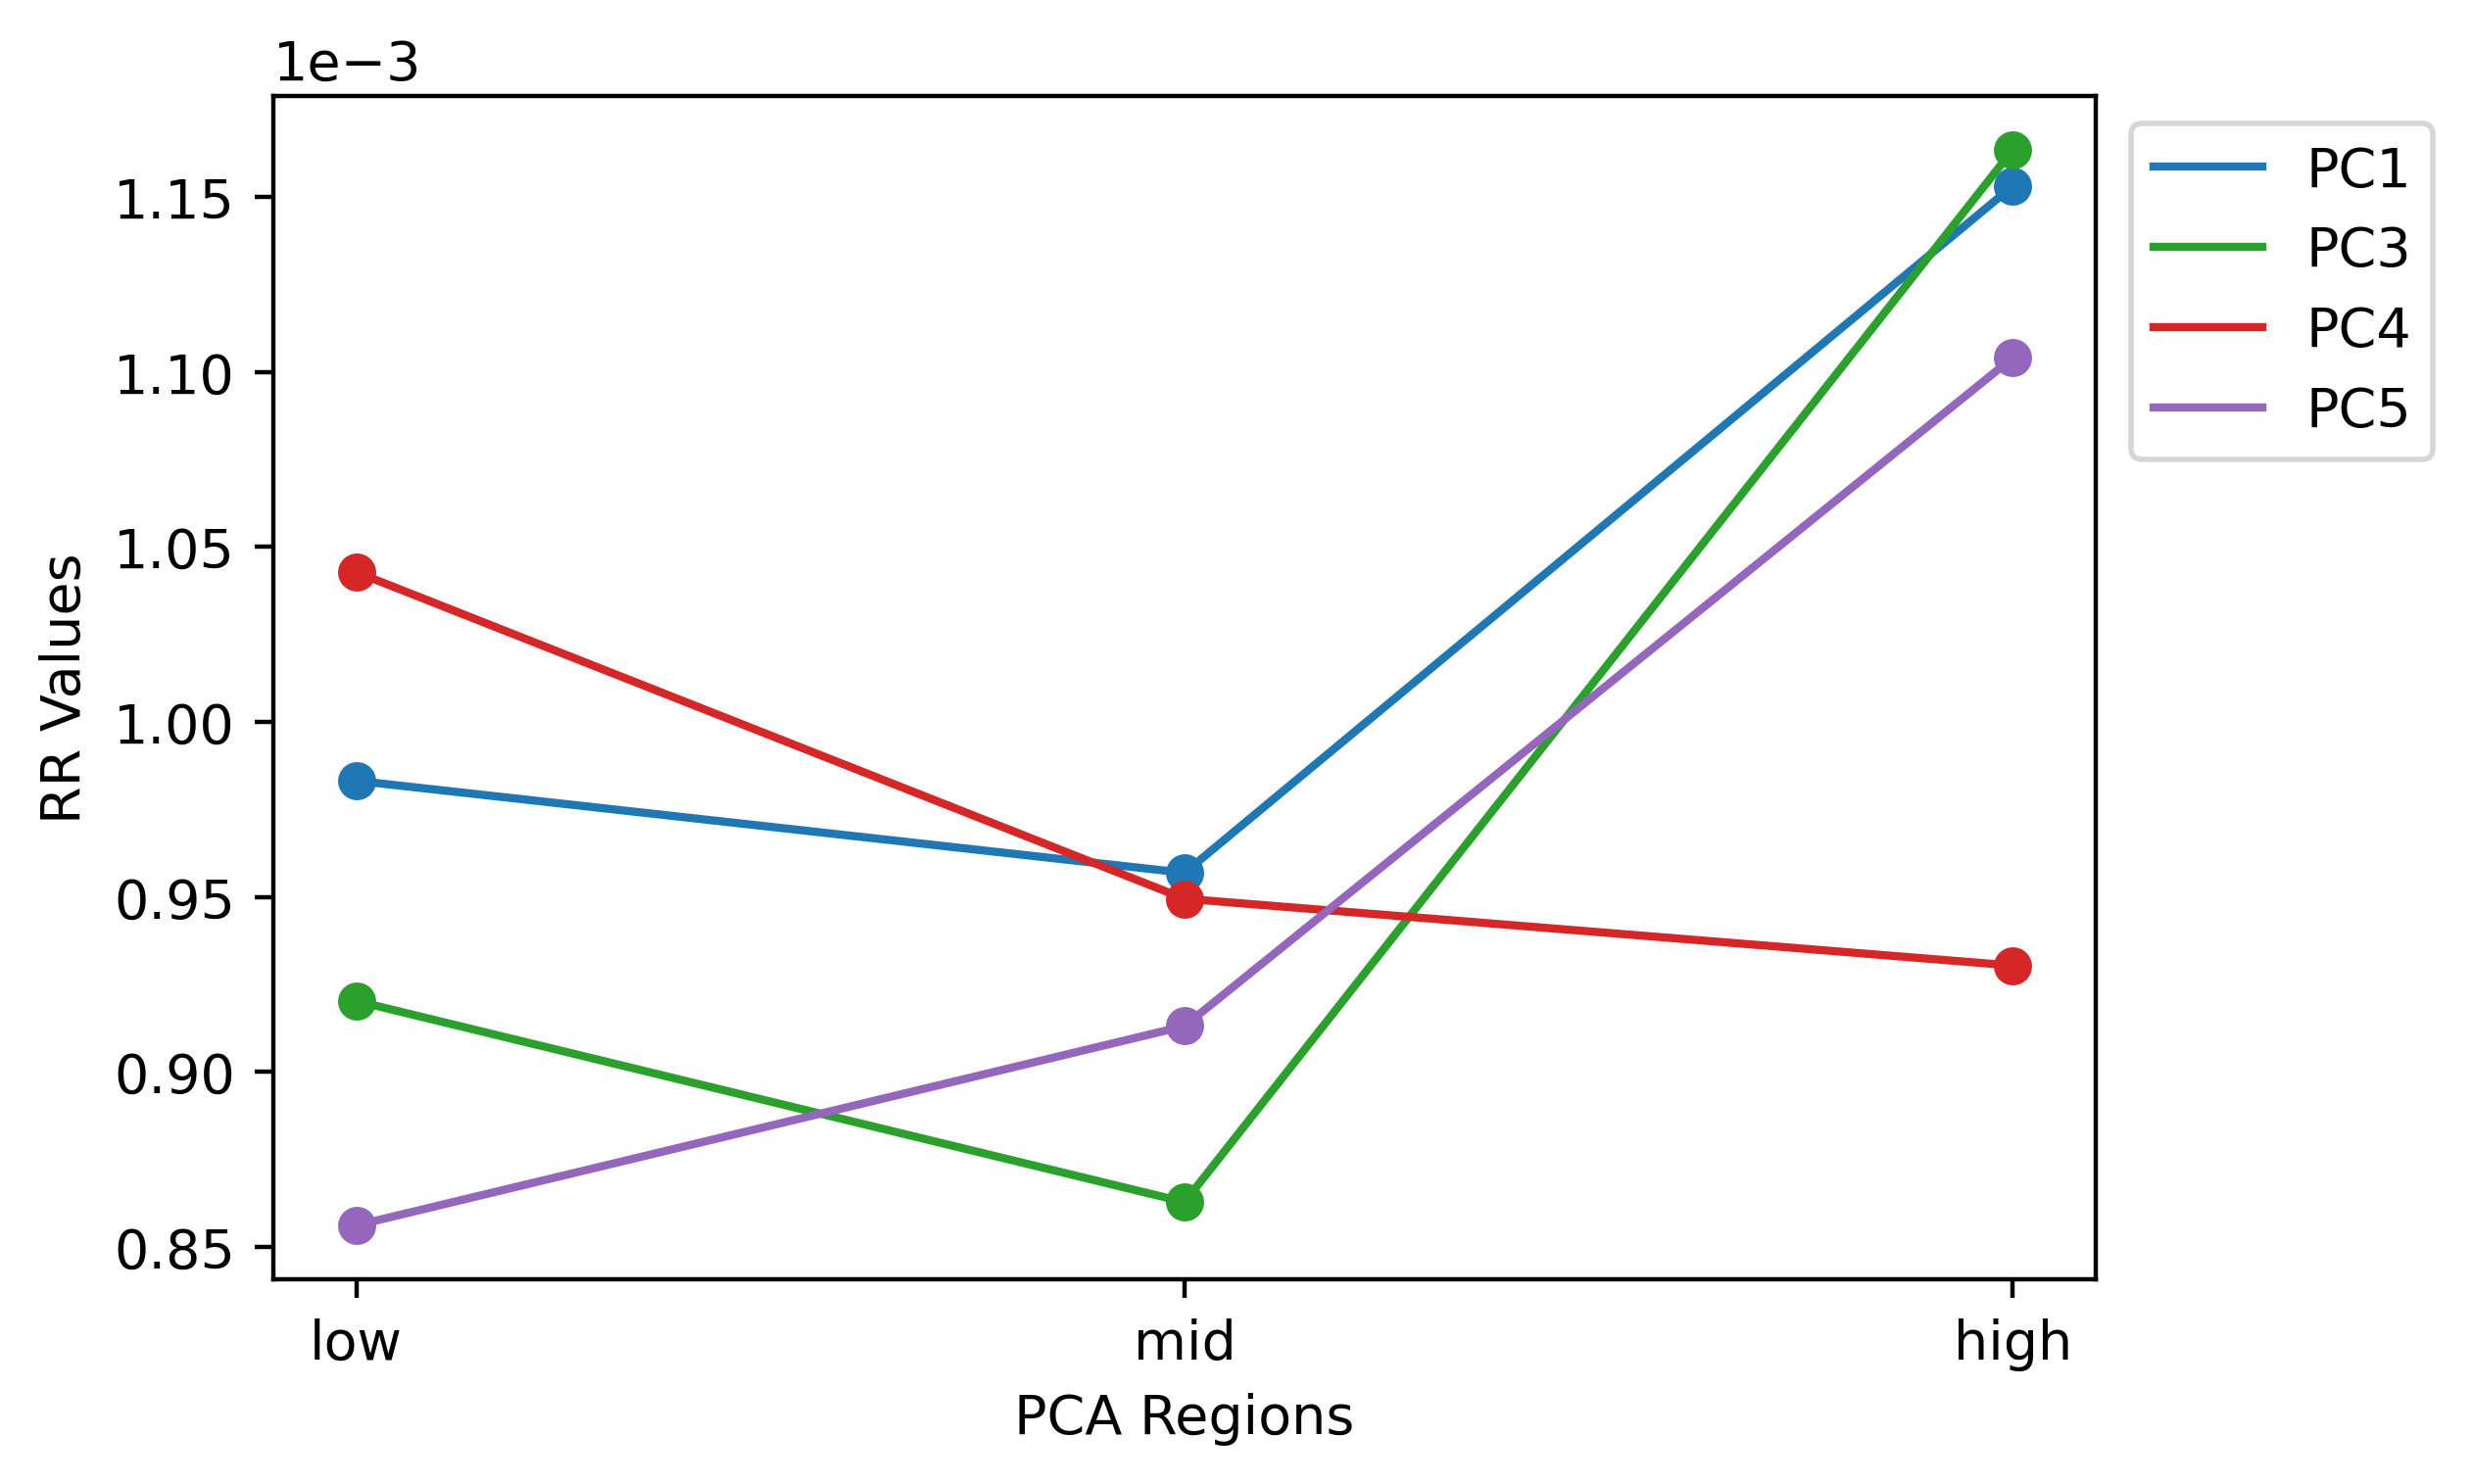 1e−3
1.15
1.10
1.05
1.00
0.95
0.90
0.85
RR Values
low mid high
PCA Regions
PC1
PC3
PC4
PC5